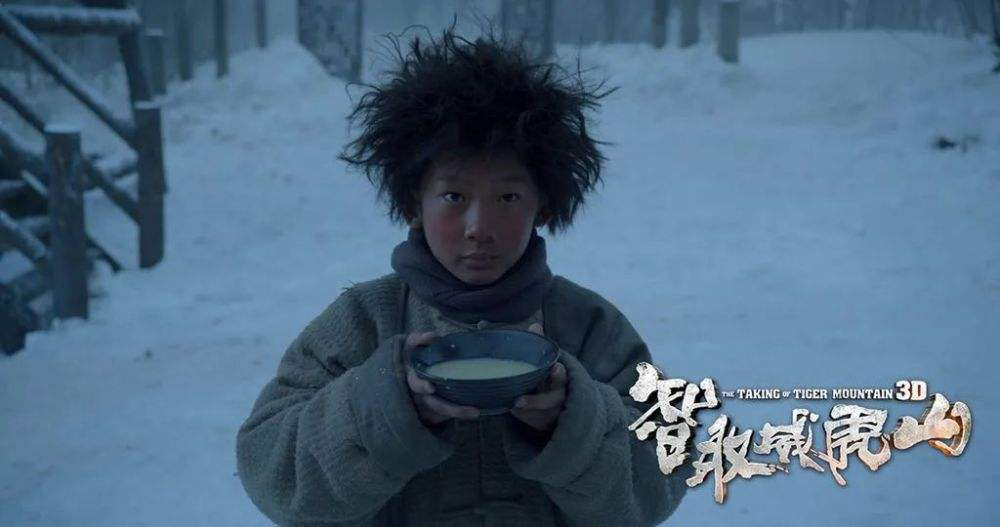 THE TAKING OF TIGER MOUNTAIN 3D
智取威虎山